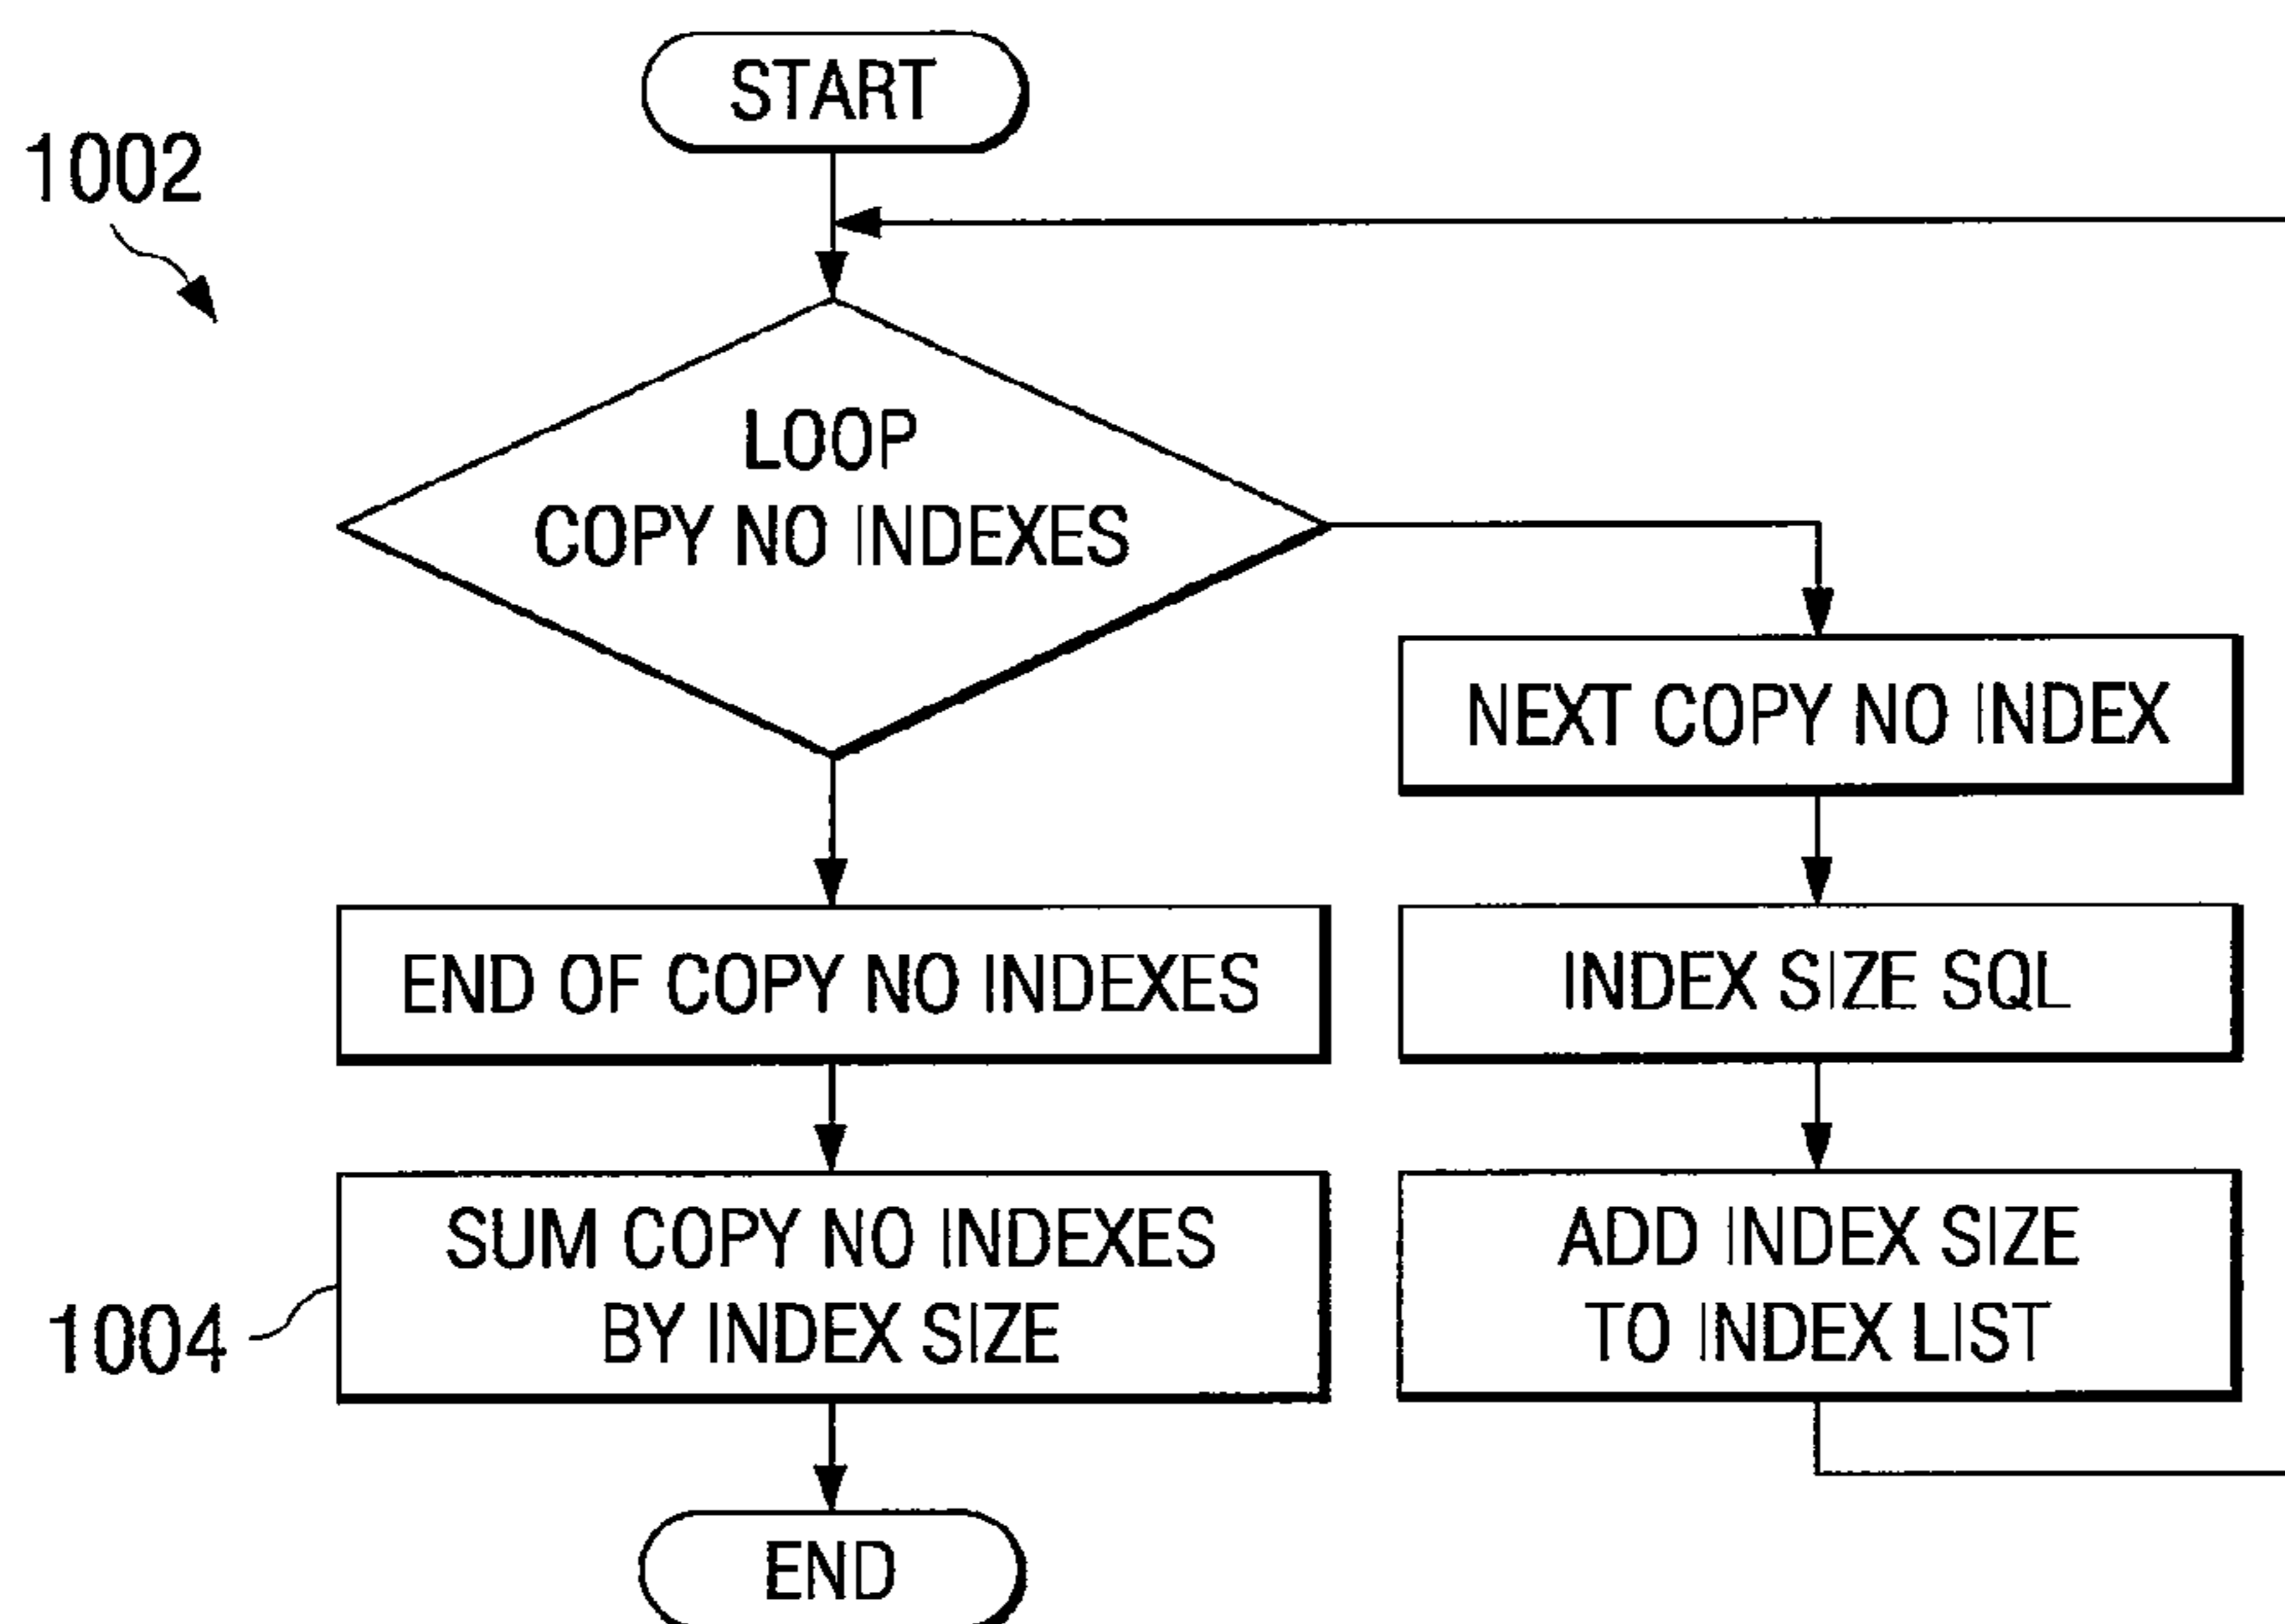 START
1002
LOOP
COPY NO INDEXES
NEXT COPY NO INDEX
END OF COPY NO INDEXES
INDEX SIZE SQL
SUM COPY NO INDEXES
BY INDEX SIZE
ADD INDEX SIZE
TO INDEX LIST
1004
END